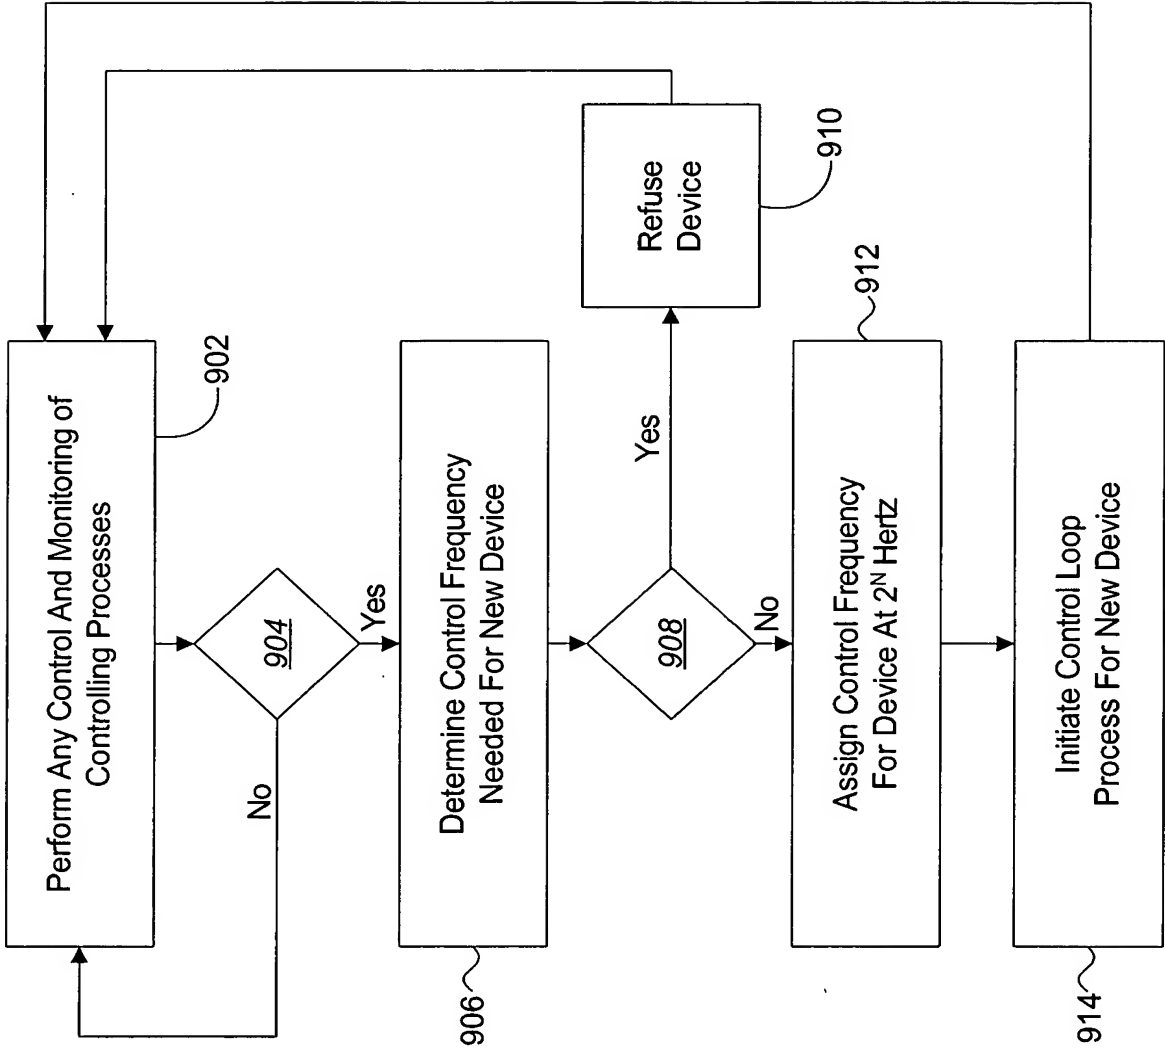 Perform Any Control And Monitoring of
Controlling Processes
902
904
No
Yes
Determine Control Frequency
Needed For New Device
906
908
Yes
Refuse
Device
910
No
Assign Control Frequency
For Device At 2ᴺ Hertz
912
Initiate Control Loop
Process For New Device
914